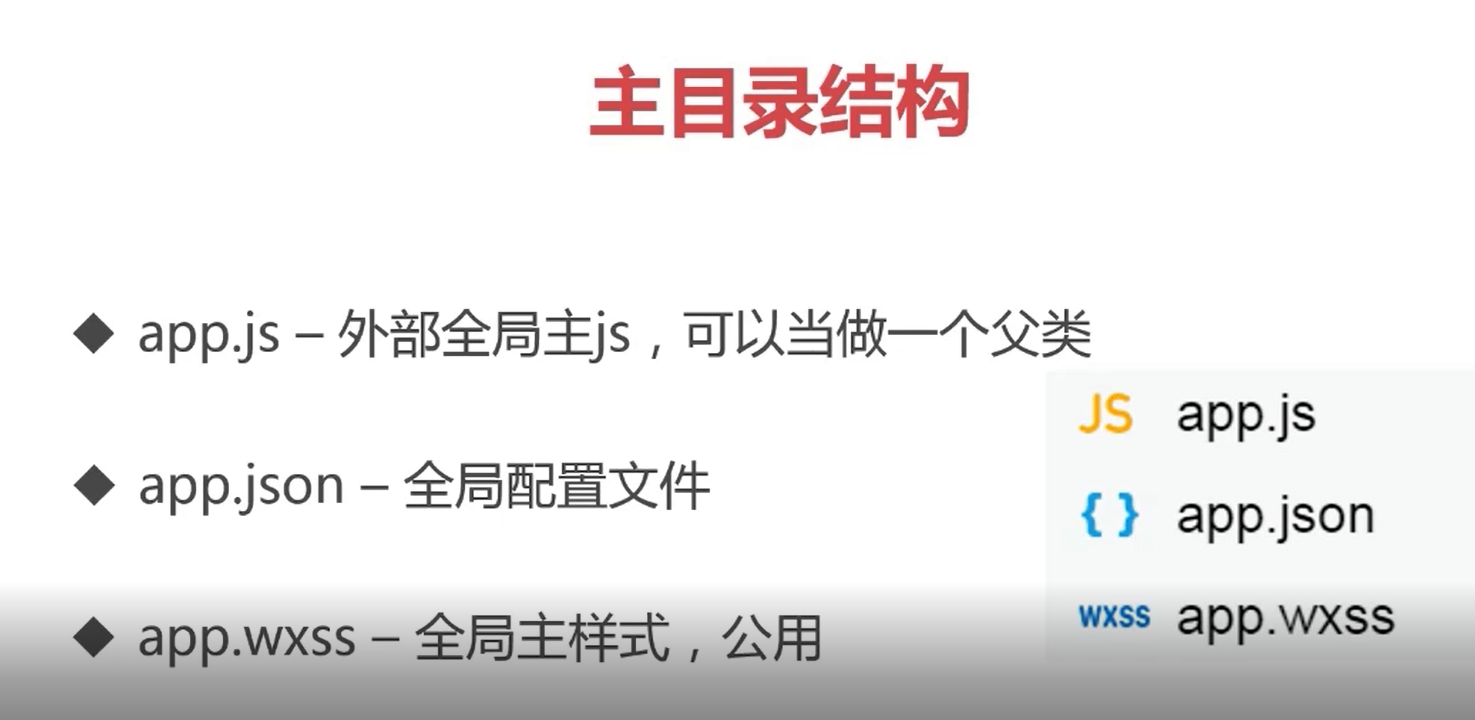 主目录结构
◆ app.js – 外部全局主js，可以当做一个父类
JS app.js
◆ app.json – 全局配置文件
{ } app.json
◆ app.wxss – 全局主样式，公用
WXSS app.wxss